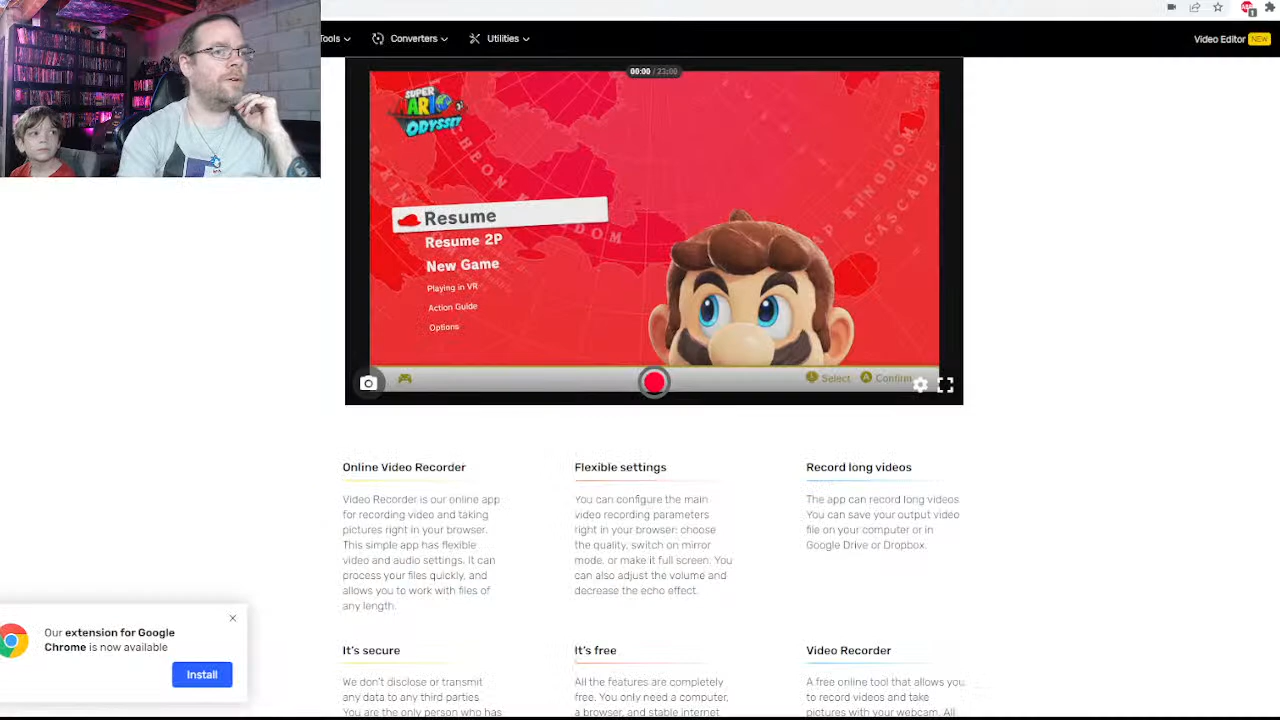 Tools
Converters
Utilities
Video Editor NEW
1
00:00 / 23:00
SUPER
MARIO
ODYSSEY
KINGDOM
CASCADE
Resume
Resume 2P
New Game
Playing in VR
Action Guide
Options
Select
A Confirm
Online Video Recorder
Video Recorder is our online app
for recording video and taking
pictures right in your browser.
This simple app has flexible
video and audio settings. It can
process your files quickly, and
allows you to work with files of
any length.
Flexible settings
You can configure the main
video recording parameters
right in your browser: choose
the quality, switch on mirror
mode, or make it full screen. You
can also adjust the volume and
decrease the echo effect.
Record long videos
The app can record long videos.
You can save your output video
file on your computer or in
Google Drive or Dropbox.
Our extension for Google
Chrome is now available
Install
It's secure
We don't disclose or transmit
any data to any third parties
You are the only person who has
It's free
All the features are completely
free. You only need a computer,
a browser, and stable internet
Video Recorder
A free online tool that allows you
to record videos and take
pictures with your webcam. All